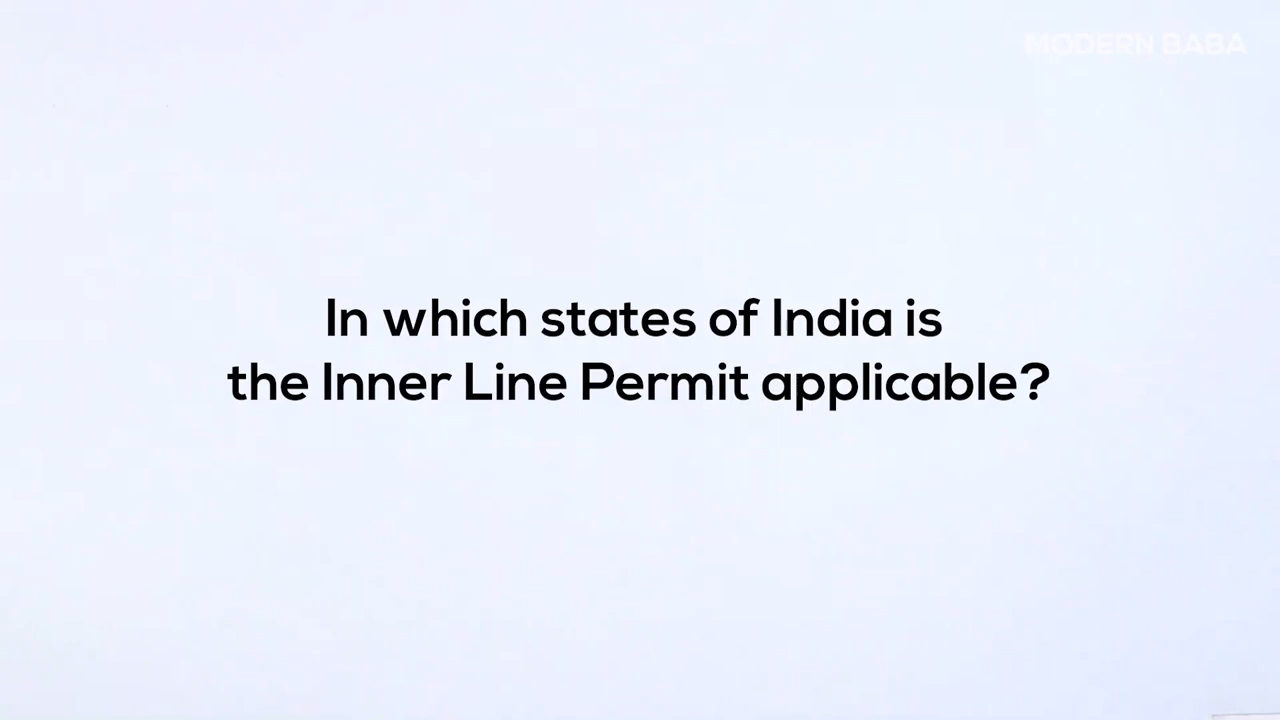 MODERN BABA
In which states of India is
the Inner Line Permit applicable?